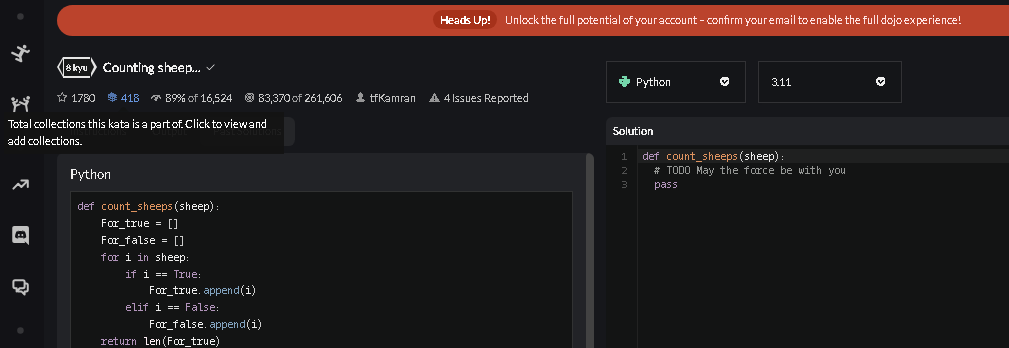 Heads Up! Unlock the full potential of your account - confirm your email to enable the full dojo experience!
8 kyu Counting sheep...
1780 418 89% of 16,524 83,370 of 261,606 tfKamran 4 Issues Reported
Total collections this kata is a part of. Click to view and
add collections.
Python
def count_sheeps(sheep):
    For_true = []
    For_false = []
    for i in sheep:
        if i == True:
            For_true.append(i)
        elif i == False:
            For_false.append(i)
    return len(For_true)
Python 3.11
Solution
1 def count_sheeps(sheep):
2   # TODO May the force be with you
3   pass